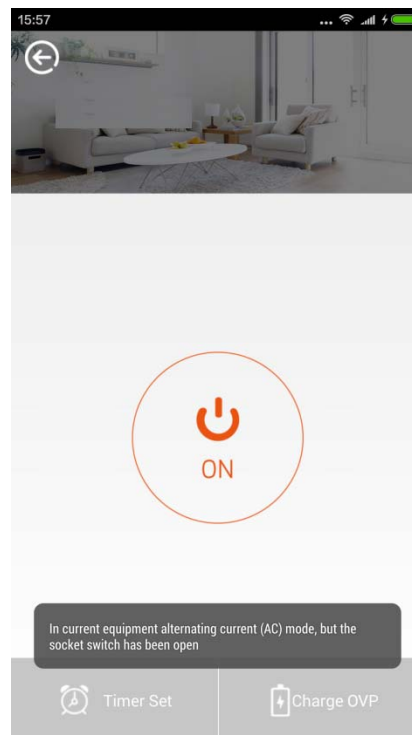 15:57
ON
In current equipment alternating current (AC) mode, but the
socket switch has been open
Timer Set
Charge OVP